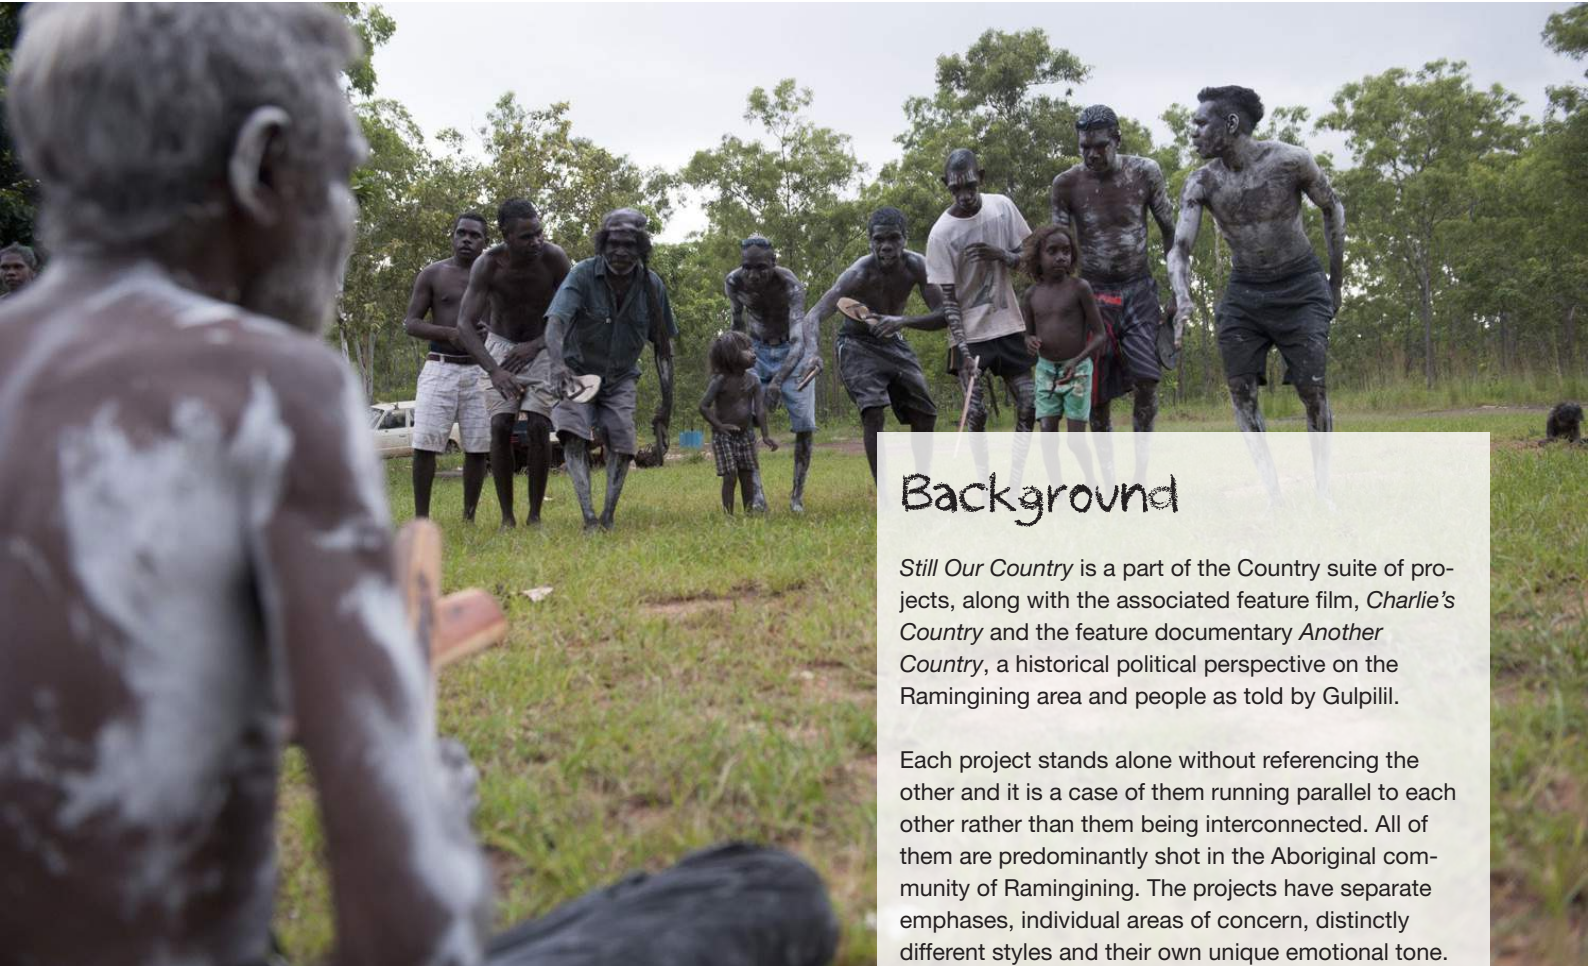 Background
Still Our Country is a part of the Country suite of pro-
jects, along with the associated feature film, Charlie’s
Country and the feature documentary Another
Country, a historical political perspective on the
Ramingining area and people as told by Gulpilil.
Each project stands alone without referencing the
other and it is a case of them running parallel to each
other rather than them being interconnected. All of
them are predominantly shot in the Aboriginal com-
munity of Ramingining. The projects have separate
emphases, individual areas of concern, distinctly
different styles and their own unique emotional tone.